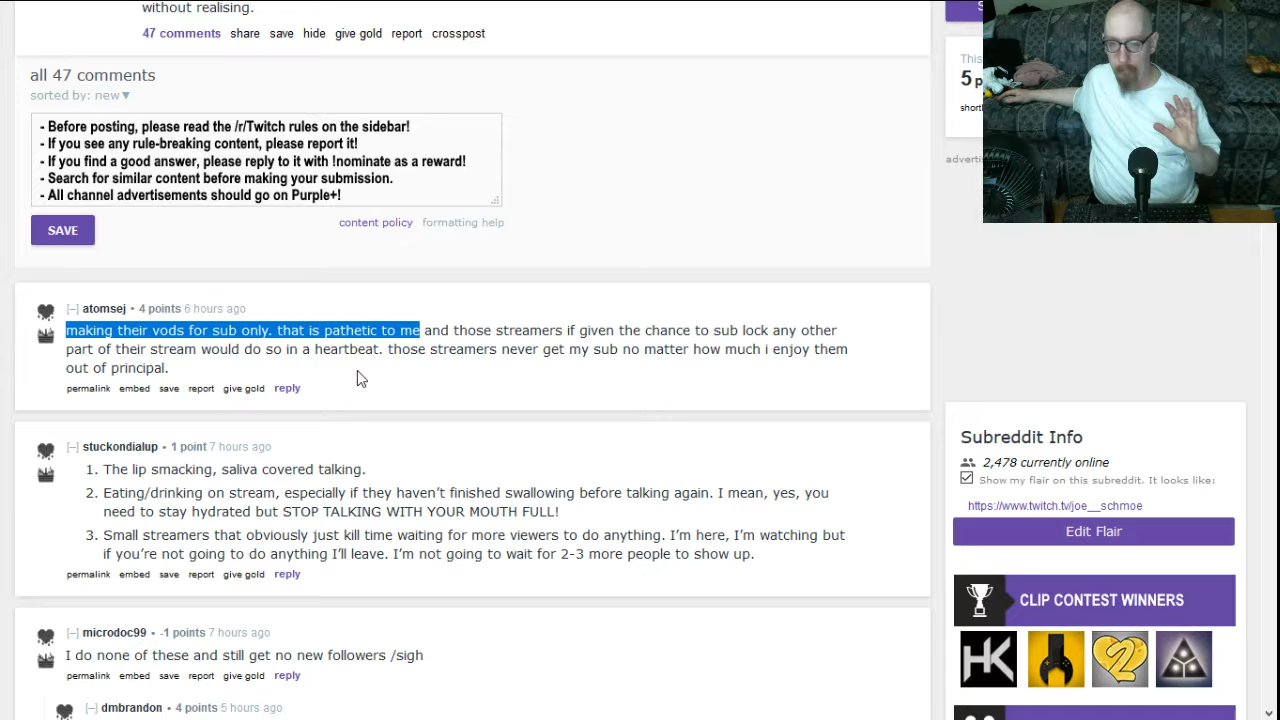 without realising.
47 comments share save hide give gold report crosspost
all 47 comments
sorted by: new▼
- Before posting, please read the /r/Twitch rules on the sidebar!
- If you see any rule-breaking content, please report it!
- If you find a good answer, please reply to it with !nominate as a reward!
- Search for similar content before making your submission.
- All channel advertisements should go on Purple+!
SAVE
content policy formatting help
[–] atomsej • 4 points 6 hours ago
making their vods for sub only. that is pathetic to me and those streamers if given the chance to sub lock any other
part of their stream would do so in a heartbeat. those streamers never get my sub no matter how much i enjoy them
out of principal.
permalink embed save report give gold reply
[–] stuckondialup • 1 point 7 hours ago
1. The lip smacking, saliva covered talking.
2. Eating/drinking on stream, especially if they haven't finished swallowing before talking again. I mean, yes, you
need to stay hydrated but STOP TALKING WITH YOUR MOUTH FULL!
3. Small streamers that obviously just kill time waiting for more viewers to do anything. I'm here, I'm watching but
if you're not going to do anything I'll leave. I'm not going to wait for 2-3 more people to show up.
permalink embed save report give gold reply
[–] microdoc99 • -1 points 7 hours ago
I do none of these and still get no new followers /sigh
permalink embed save report give gold reply
[–] dmbrandon • 4 points 5 hours ago
This
5 p
short
adverti
Subreddit Info
2,478 currently online
Show my flair on this subreddit. It looks like:
https://www.twitch.tv/joe__schmoe
Edit Flair
CLIP CONTEST WINNERS
HK
2